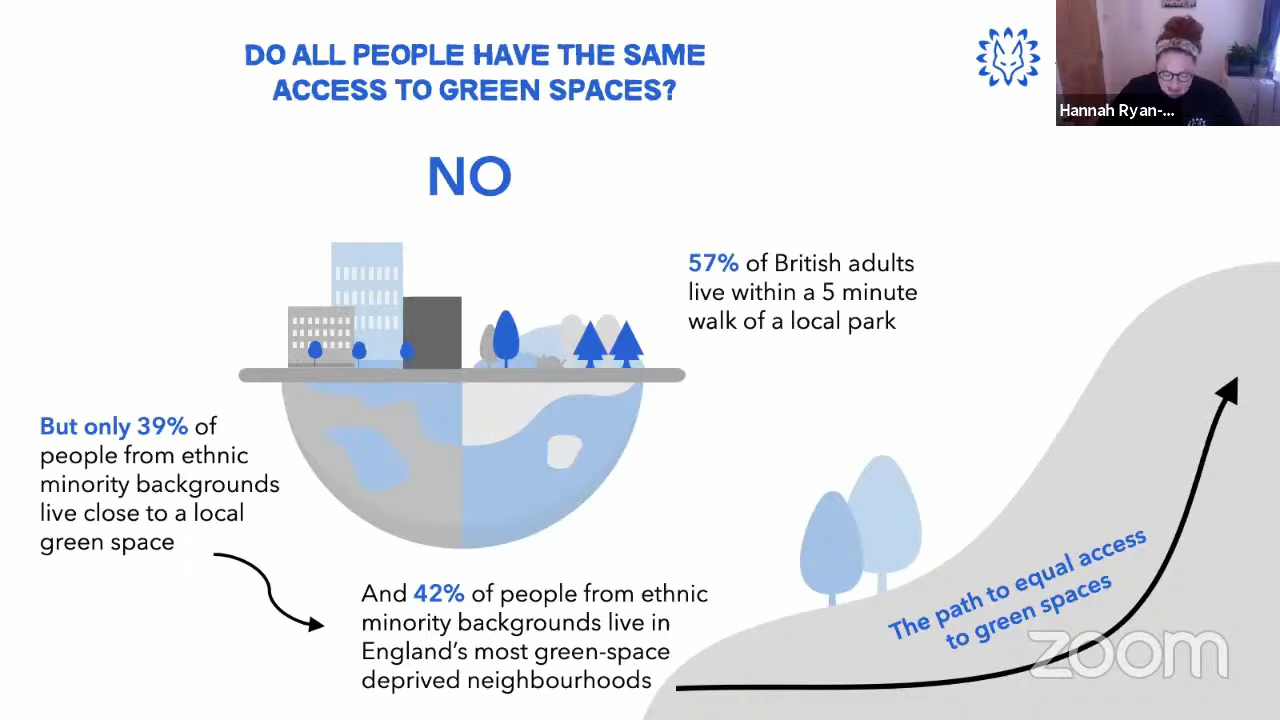 DO ALL PEOPLE HAVE THE SAME
ACCESS TO GREEN SPACES?
NO
Hannah Ryan-...
57% of British adults
live within a 5 minute
walk of a local park
But only 39% of
people from ethnic
minority backgrounds
live close to a local
green space
And 42% of people from ethnic
minority backgrounds live in
England's most green-space
deprived neighbourhoods
The path to equal access
to green spaces
zoom